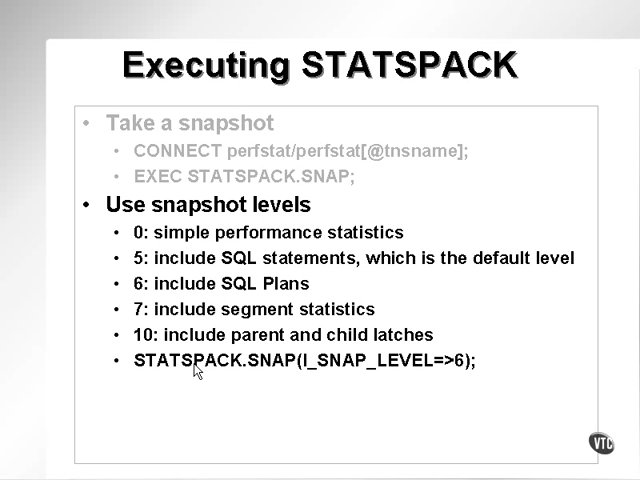 Executing STATSPACK
• Take a snapshot
• CONNECT perfstat/perfstat[@tnsname];
• EXEC STATSPACK.SNAP;
• Use snapshot levels
• 0: simple performance statistics
• 5: include SQL statements, which is the default level
• 6: include SQL Plans
• 7: include segment statistics
• 10: include parent and child latches
• STATSPACK.SNAP(I_SNAP_LEVEL=>6);
VTC